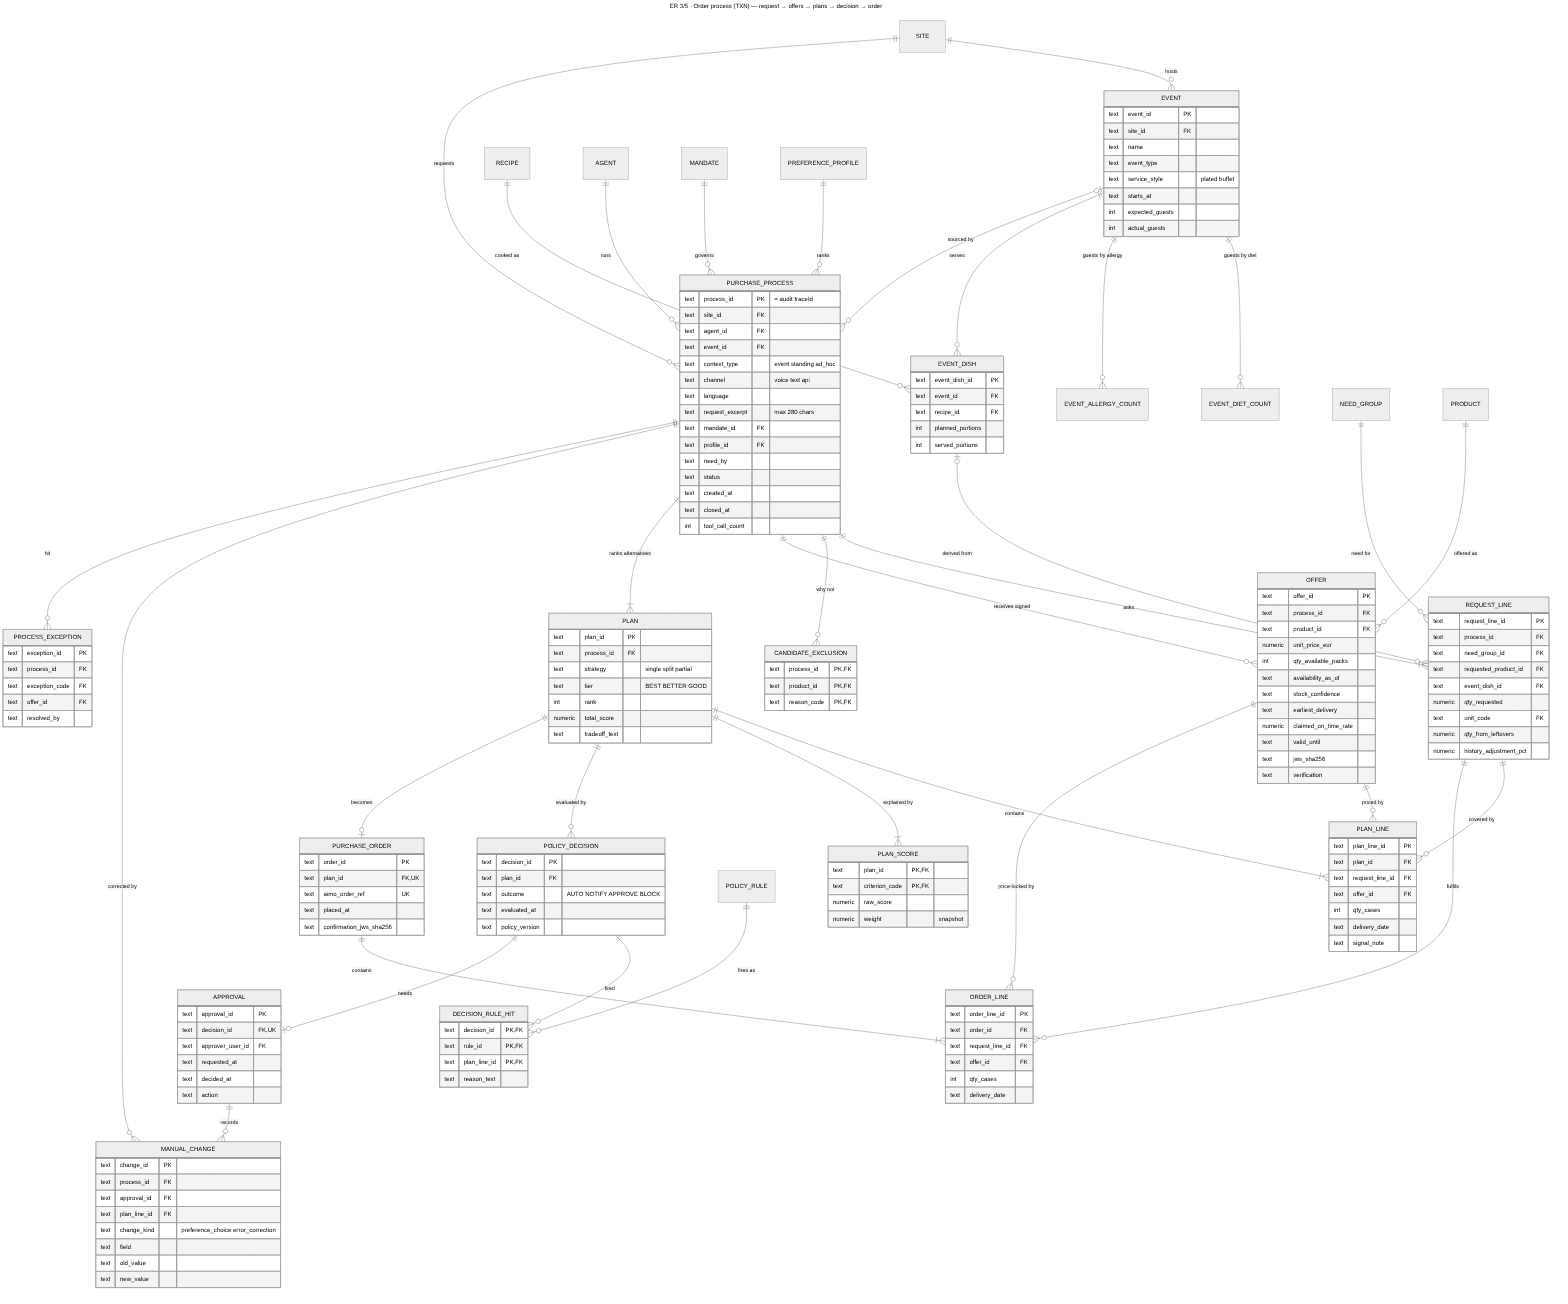 ER 3/5 - Order process (TXN) — request → offers → plans → decision → order
SITE
hosts
EVENT
text event_id PK
text site_id FK
text name
text event_type
text service_style plated buffet
text starts_at
int expected_guests
int actual_guests
requests
RECIPE
AGENT
MANDATE
PREFERENCE_PROFILE
cooked as
runs
governs
ranks
sourced by
serves
guests by allergy
guests by diet
PURCHASE_PROCESS
text process_id PK = audit traceId
text site_id FK
text agent_id FK
text event_id FK
text context_type event standing ad_hoc
text channel voice text api
text language
text request_excerpt max 280 chars
text mandate_id FK
text profile_id FK
text need_by
text status
text created_at
text closed_at
int tool_call_count
EVENT_DISH
text event_dish_id PK
text event_id FK
text recipe_id FK
int planned_portions
int served_portions
EVENT_ALLERGY_COUNT
EVENT_DIET_COUNT
NEED_GROUP
PRODUCT
hit
ranks alternatives
why not
derived from
receives signed
asks
need for
offered as
PROCESS_EXCEPTION
text exception_id PK
text process_id FK
text exception_code FK
text offer_id FK
text resolved_by
PLAN
text plan_id PK
text process_id FK
text strategy single split partial
text tier BEST BETTER GOOD
int rank
numeric total_score
text tradeoff_text
CANDIDATE_EXCLUSION
text process_id PK,FK
text product_id PK,FK
text reason_code PK,FK
OFFER
text offer_id PK
text process_id FK
text product_id FK
numeric unit_price_eur
int qty_available_packs
text availability_as_of
text stock_confidence
text earliest_delivery
numeric claimed_on_time_rate
text valid_until
text jws_sha256
text verification
REQUEST_LINE
text request_line_id PK
text process_id FK
text need_group_id FK
text requested_product_id FK
text event_dish_id FK
numeric qty_requested
text unit_code FK
numeric qty_from_leftovers
numeric history_adjustment_pct
becomes
evaluated by
explained by
contains
priced by
covered by
PURCHASE_ORDER
text order_id PK
text plan_id FK,UK
text aimo_order_ref UK
text placed_at
text confirmation_jws_sha256
POLICY_DECISION
text decision_id PK
text plan_id FK
text outcome AUTO NOTIFY APPROVE BLOCK
text evaluated_at
text policy_version
POLICY_RULE
PLAN_SCORE
text plan_id PK,FK
text criterion_code PK,FK
numeric raw_score
numeric weight snapshot
PLAN_LINE
text plan_line_id PK
text plan_id FK
text request_line_id FK
text offer_id FK
int qty_cases
text delivery_date
text signal_note
corrected by
price-locked by
fulfils
contains
needs
fired
fires as
APPROVAL
text approval_id PK
text decision_id FK,UK
text approver_user_id FK
text requested_at
text decided_at
text action
DECISION_RULE_HIT
text decision_id PK,FK
text rule_id PK,FK
text plan_line_id PK,FK
text reason_text
ORDER_LINE
text order_line_id PK
text order_id FK
text request_line_id FK
text offer_id FK
int qty_cases
text delivery_date
records
MANUAL_CHANGE
text change_id PK
text process_id FK
text approval_id FK
text plan_line_id FK
text change_kind preference_choice error_correction
text field
text old_value
text new_value